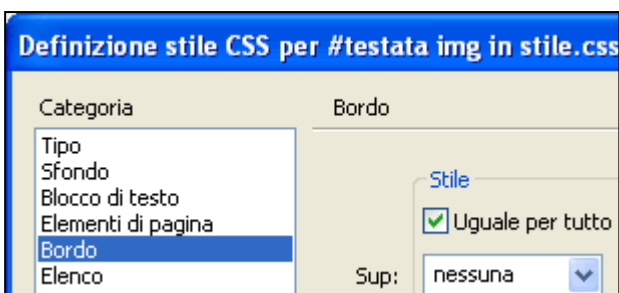 Definizione stile CSS per #testata img in stile.css
Categoria
Bordo
Tipo
Sfondo
Blocco di testo
Elementi di pagina
Bordo
Elenco
Stile
Uguale per tutto
Sup: nessuna